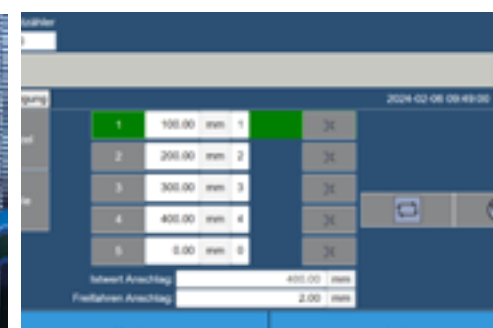 2024-02-06 09:49:00
1 100.00 mm 1
2 200.00 mm 2
3 300.00 mm 3
4 400.00 mm 4
5 0.00 mm 0
Istwert Anschlag: 400.00 mm
Freifahren Anschlag: 2.00 mm